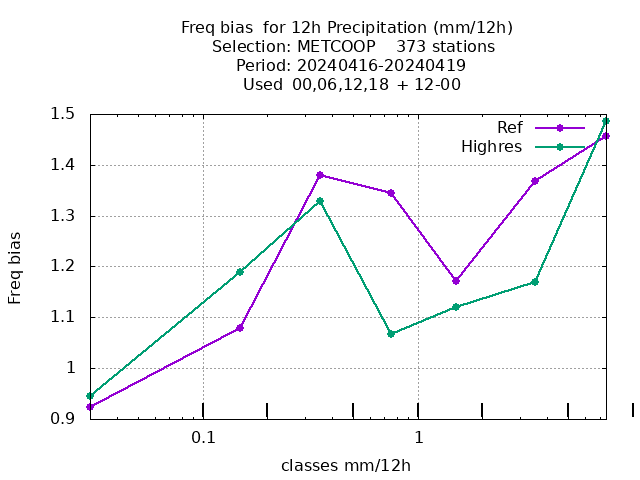 Freq bias  for 12h Precipitation (mm/12h)
Selection: METCOOP    373 stations
Period: 20240416-20240419
Used  00,06,12,18  + 12-00
1.5
1.4
1.3
1.2
1.1
1
0.9
Freq bias
Ref
Highres
0.1
1
classes mm/12h